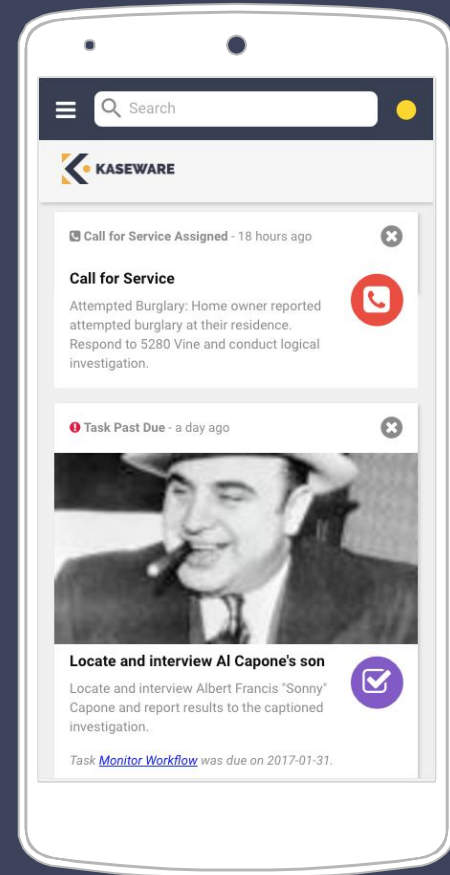 Search
KASEWARE
Call for Service Assigned - 18 hours ago
Call for Service
Attempted Burglary: Home owner reported
attempted burglary at their residence.
Respond to 5280 Vine and conduct logical
investigation.
Task Past Due - a day ago
Locate and interview Al Capone's son
Locate and interview Albert Francis "Sonny"
Capone and report results to the captioned
investigation.
Task Monitor Workflow was due on 2017-01-31.